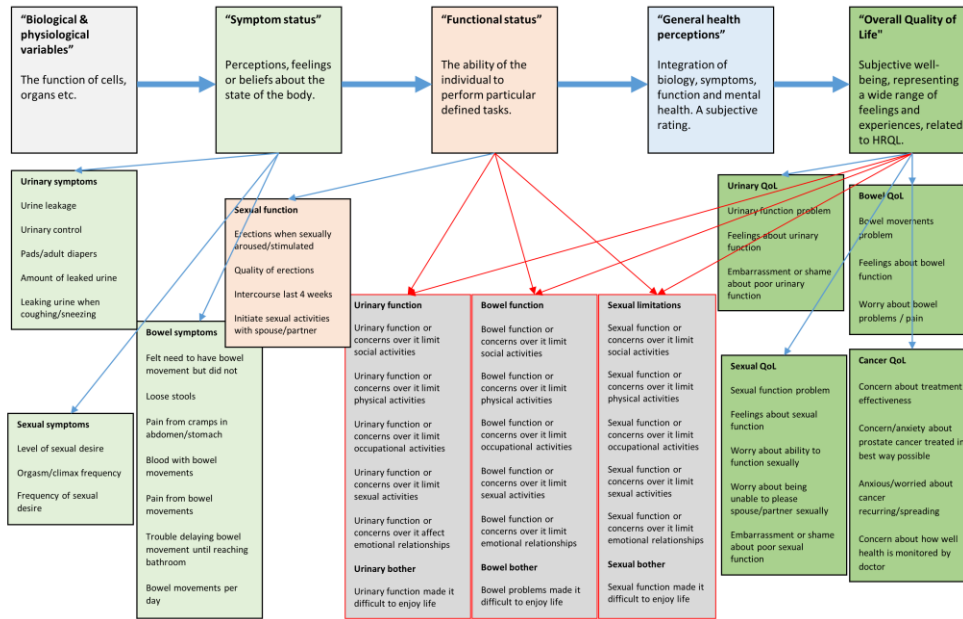 “Biological &
physiological
variables”
The function of cells,
organs etc.
“Symptom status”
Perceptions, feelings
or beliefs about the
state of the body.
“Functional status”
The ability of the
individual to
perform particular
defined tasks.
“General health
perceptions”
Integration of
biology, symptoms,
function and mental
health. A subjective
rating.
“Overall Quality of
Life"
Subjective well-
being, representing
a wide range of
feelings and
experiences, related
to HRQL.
Urinary symptoms
Urine leakage
Urinary control
Pads/adult diapers
Amount of leaked urine
Leaking urine when
coughing/sneezing
Sexual symptoms
Level of sexual desire
Orgasm/climax frequency
Frequency of sexual
desire
Bowel symptoms
Felt need to have bowel
movement but did not
Loose stools
Pain from cramps in
abdomen/stomach
Blood with bowel
movements
Pain from bowel
movements
Trouble delaying bowel
movement until reaching
bathroom
Bowel movements per
day
Sexual function
Erections when sexually
aroused/stimulated
Quality of erections
Intercourse last 4 weeks
Initiate sexual activities
with spouse/partner
Urinary function
Urinary function or
concerns over it limit
social activities
Urinary function or
concerns over it limit
physical activities
Urinary function or
concerns over it limit
occupational activities
Urinary function or
concerns over it limit
sexual activities
Urinary function or
concerns over it affect
emotional relationships
Urinary bother
Urinary function made it
difficult to enjoy life
Bowel function
Bowel function or
concerns over it limit
social activities
Bowel function or
concerns over it limit
physical activities
Bowel function or
concerns over it limit
occupational activities
Bowel function or
concerns over it limit
sexual activities
Bowel function or
concerns over it limit
emotional relationships
Bowel bother
Bowel problems made it
difficult to enjoy life
Sexual limitations
Sexual function or
concerns over it limit
social activities
Sexual function or
concerns over it limit
physical activities
Sexual function or
concerns over it limit
occupational activities
Sexual function or
concerns over it limit
sexual activities
Sexual function or
concerns over it limit
emotional relationships
Sexual bother
Sexual function made it
difficult to enjoy life
Urinary QoL
Urinary function problem
Feelings about urinary
function
Embarrassment or shame
about poor urinary
function
Bowel QoL
Bowel movements
problem
Feelings about bowel
function
Worry about bowel
problems / pain
Sexual QoL
Sexual function problem
Feelings about sexual
function
Worry about ability to
function sexually
Worry about being
unable to please
spouse/partner sexually
Embarrassment or shame
about poor sexual
function
Cancer QoL
Concern about treatment
effectiveness
Concern/anxiety about
prostate cancer treated in
best way possible
Anxious/worried about
cancer
recurring/spreading
Concern about how well
health is monitored by
doctor